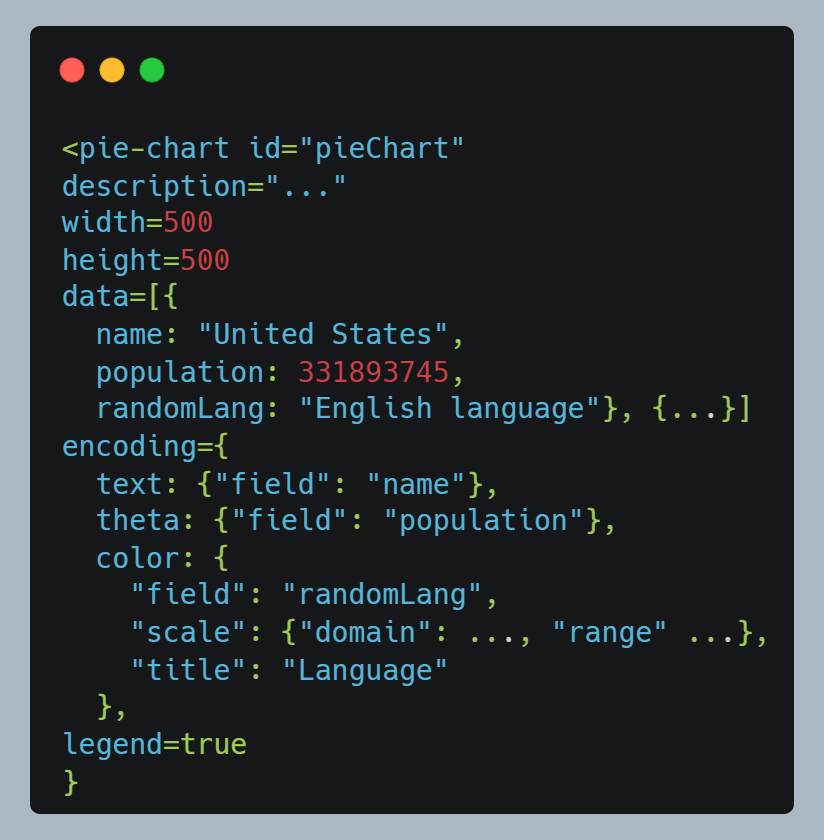 <pie-chart id="pieChart"
description="..."
width=500
height=500
data=[{
  name: "United States",
  population: 331893745,
  randomLang: "English language"}, {...}]
encoding={
  text: {"field": "name"},
  theta: {"field": "population"},
  color: {
    "field": "randomLang",
    "scale": {"domain": ..., "range" ...},
    "title": "Language"
  },
legend=true
}